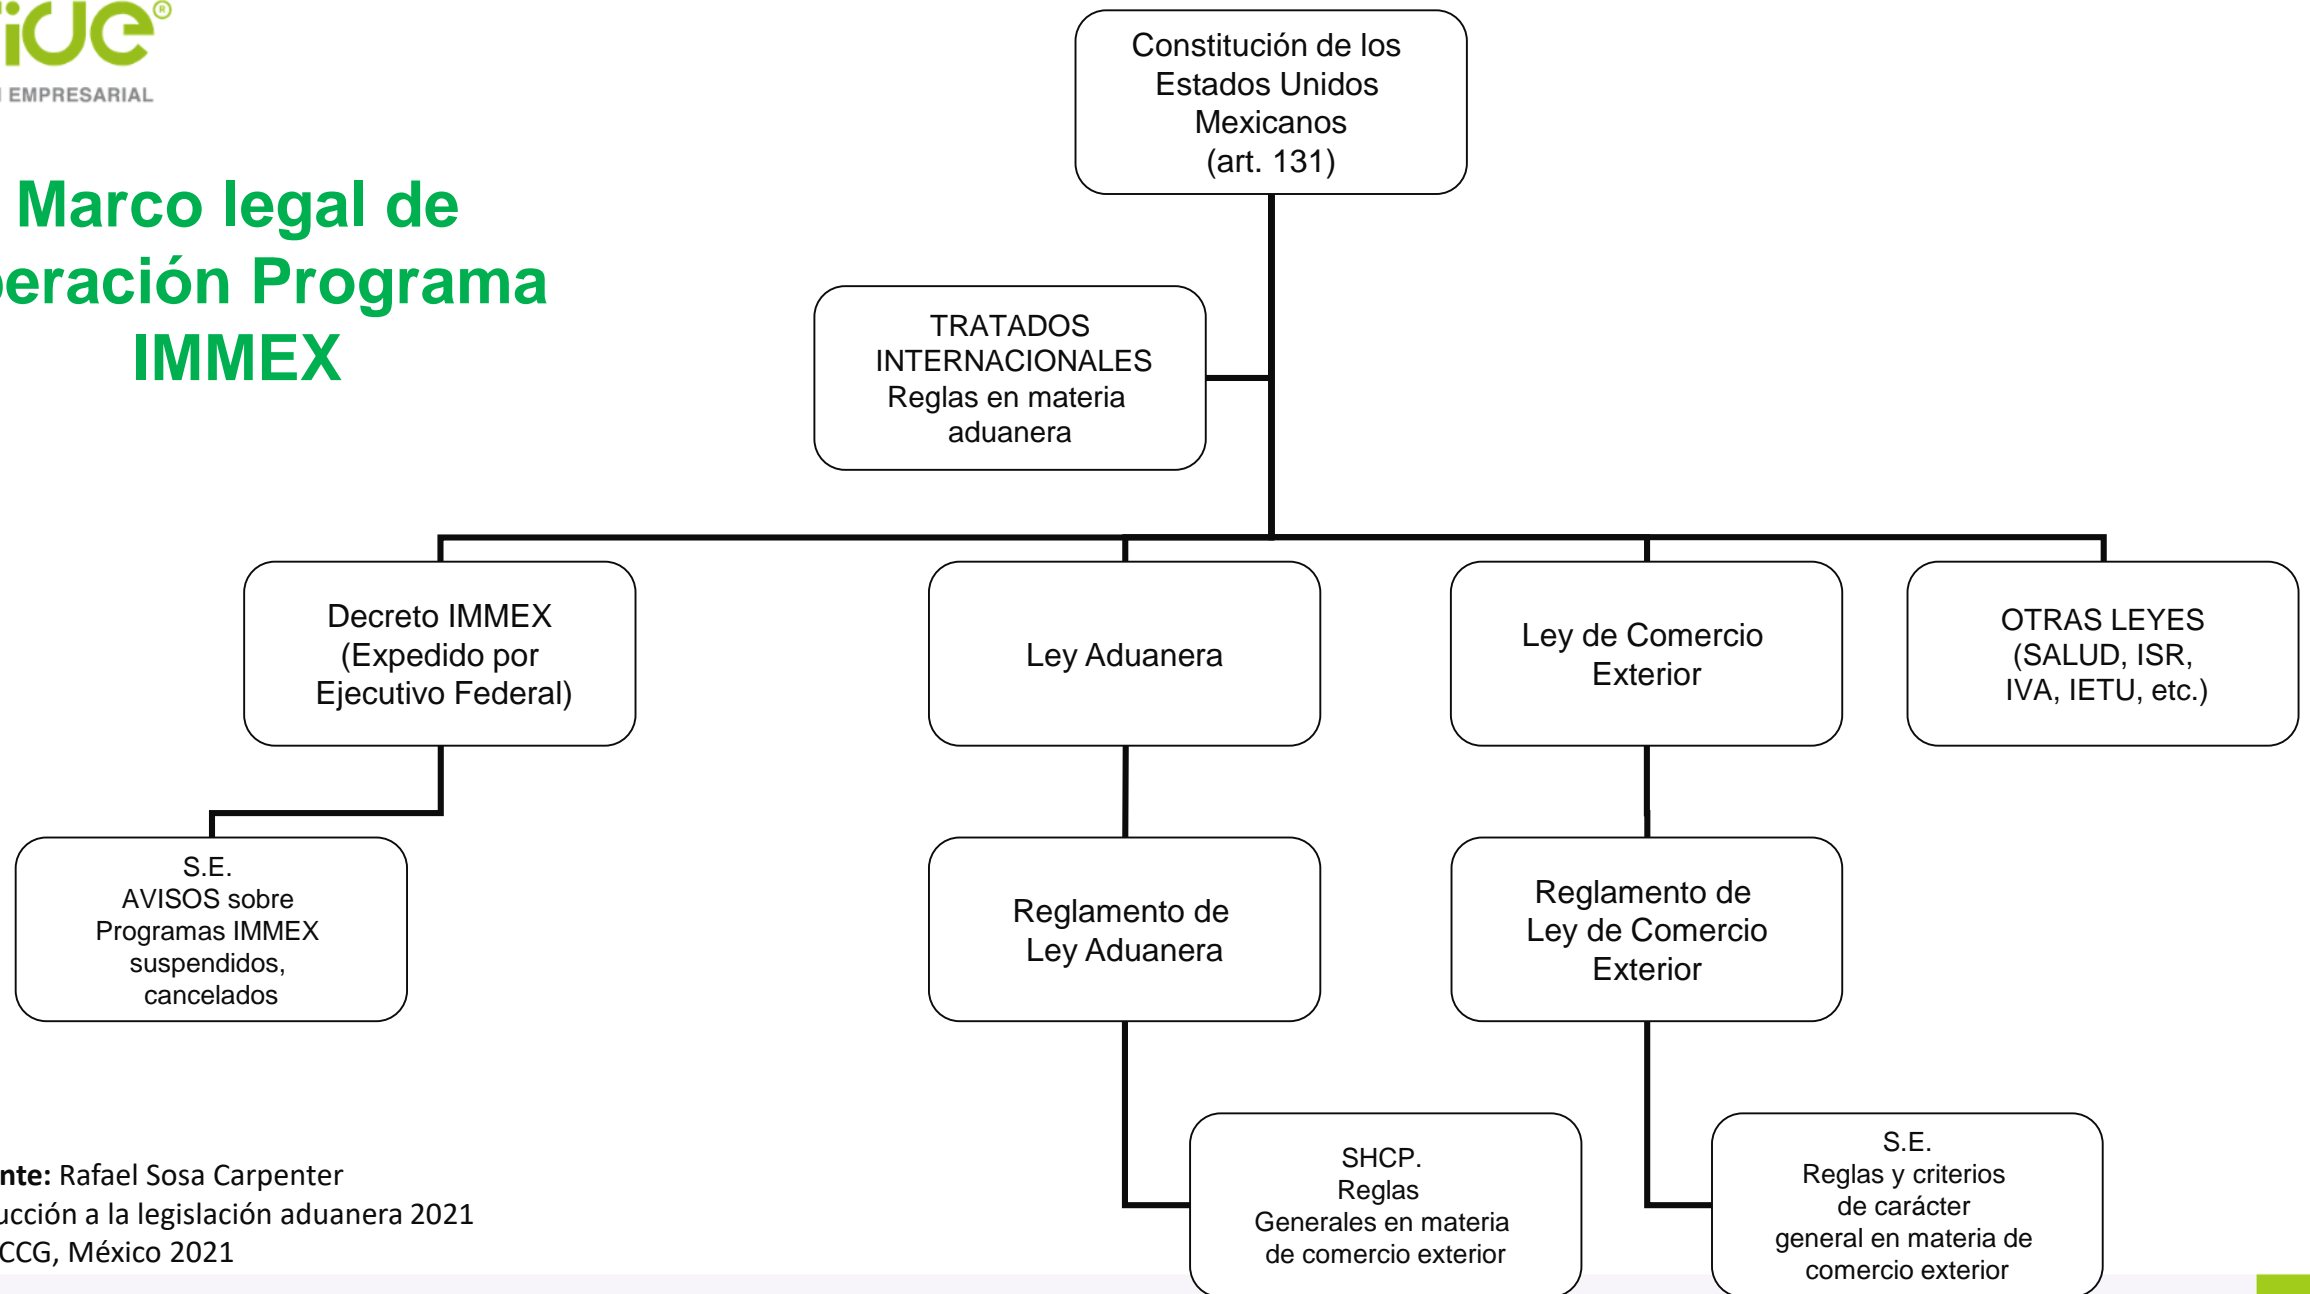 EMPRESARIAL
Marco legal de
peración Programa
IMMEX
Constitución de los
Estados Unidos
Mexicanos
(art. 131)
TRATADOS
INTERNACIONALES
Reglas en materia
aduanera
Decreto IMMEX
(Expedido por
Ejecutivo Federal)
Ley Aduanera
Ley de Comercio
Exterior
OTRAS LEYES
(SALUD, ISR,
IVA, IETU, etc.)
S.E.
AVISOS sobre
Programas IMMEX
suspendidos,
cancelados
Reglamento de
Ley Aduanera
Reglamento de
Ley de Comercio
Exterior
SHCP.
Reglas
Generales en materia
de comercio exterior
S.E.
Reglas y criterios
de carácter
general en materia de
comercio exterior
nte: Rafael Sosa Carpenter
ucción a la legislación aduanera 2021
CCG, México 2021